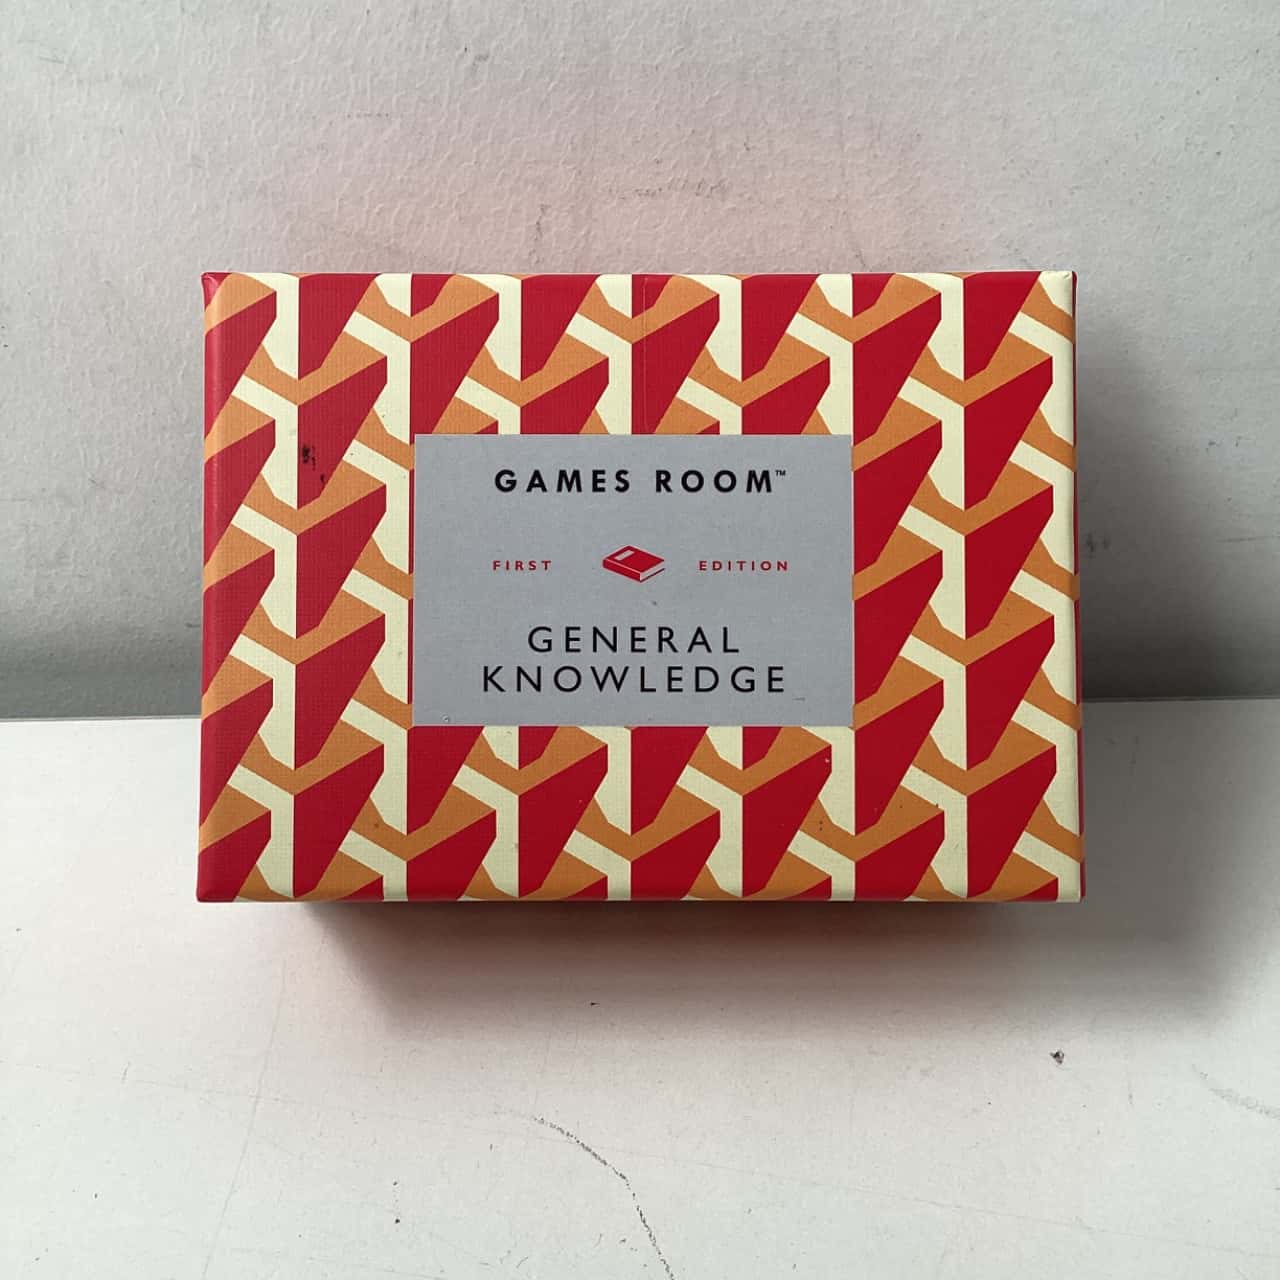 GAMES ROOM™
FIRST EDITION
GENERAL
KNOWLEDGE